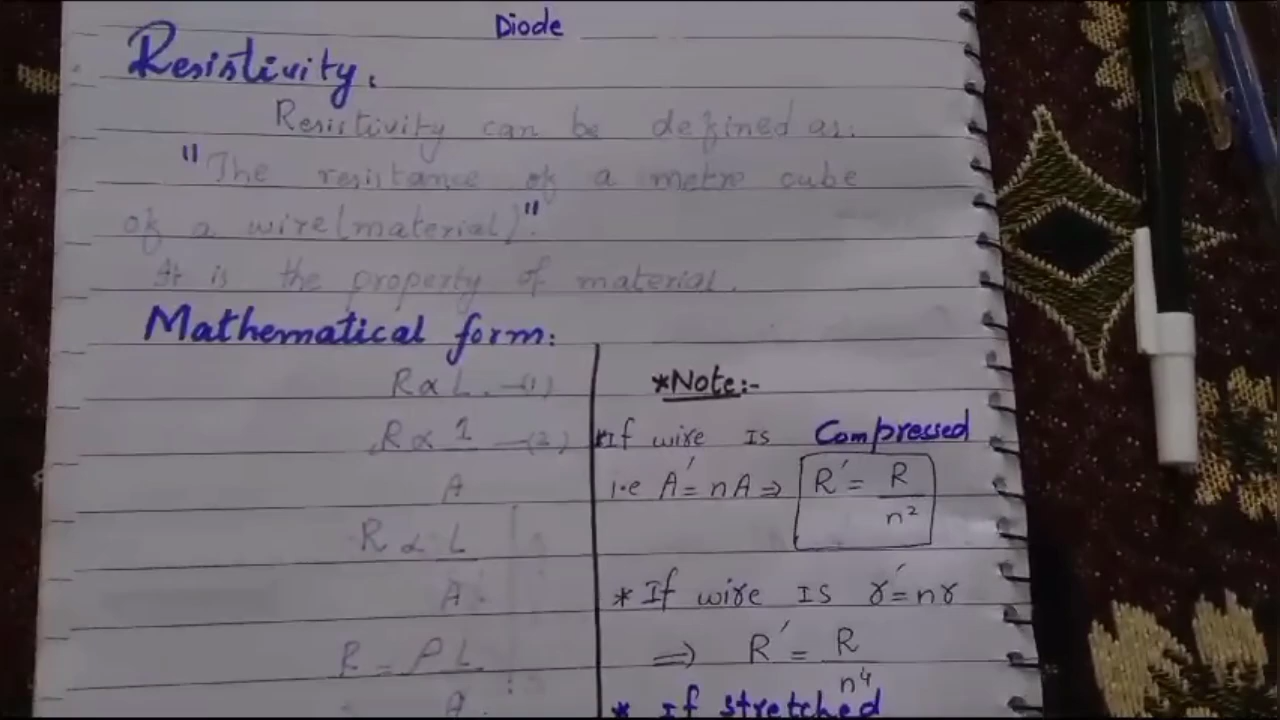 Diode
Resistivity.
Resistivity can be defined as:
"The resistance of a metre cube
of a wire(material)"
It is the property of material.
Mathematical form:
R ∝ L. —(1)
R ∝ 1 —(2)
A
R ∝ L
A
R = ρL
A
*Note:-
*If wire is Compressed
i.e A' = nA ⇒ R' = R
n²
*If wire is r' = nr
⇒ R' = R
n⁴
* If stretched